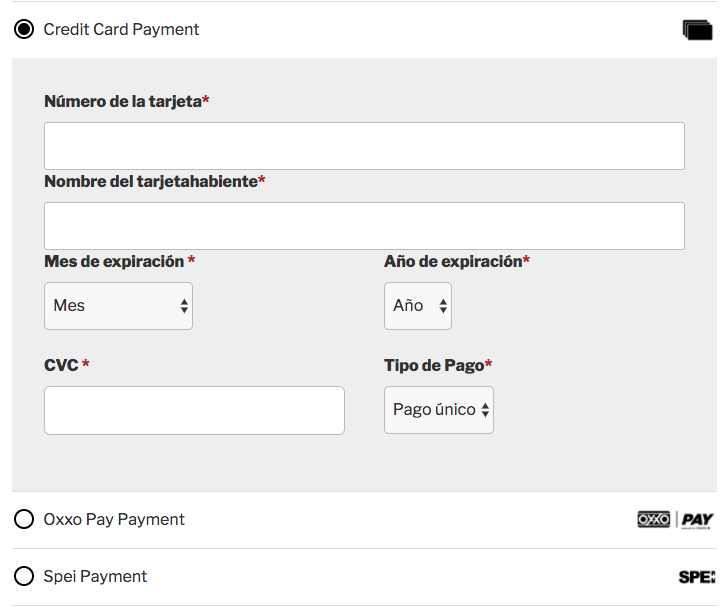 Credit Card Payment
Número de la tarjeta*
Nombre del tarjetahabiente*
Mes de expiración * Año de expiración*
Mes Año
CVC * Tipo de Pago*
Pago único
Oxxo Pay Payment OXXO PAY
Spei Payment SPEI